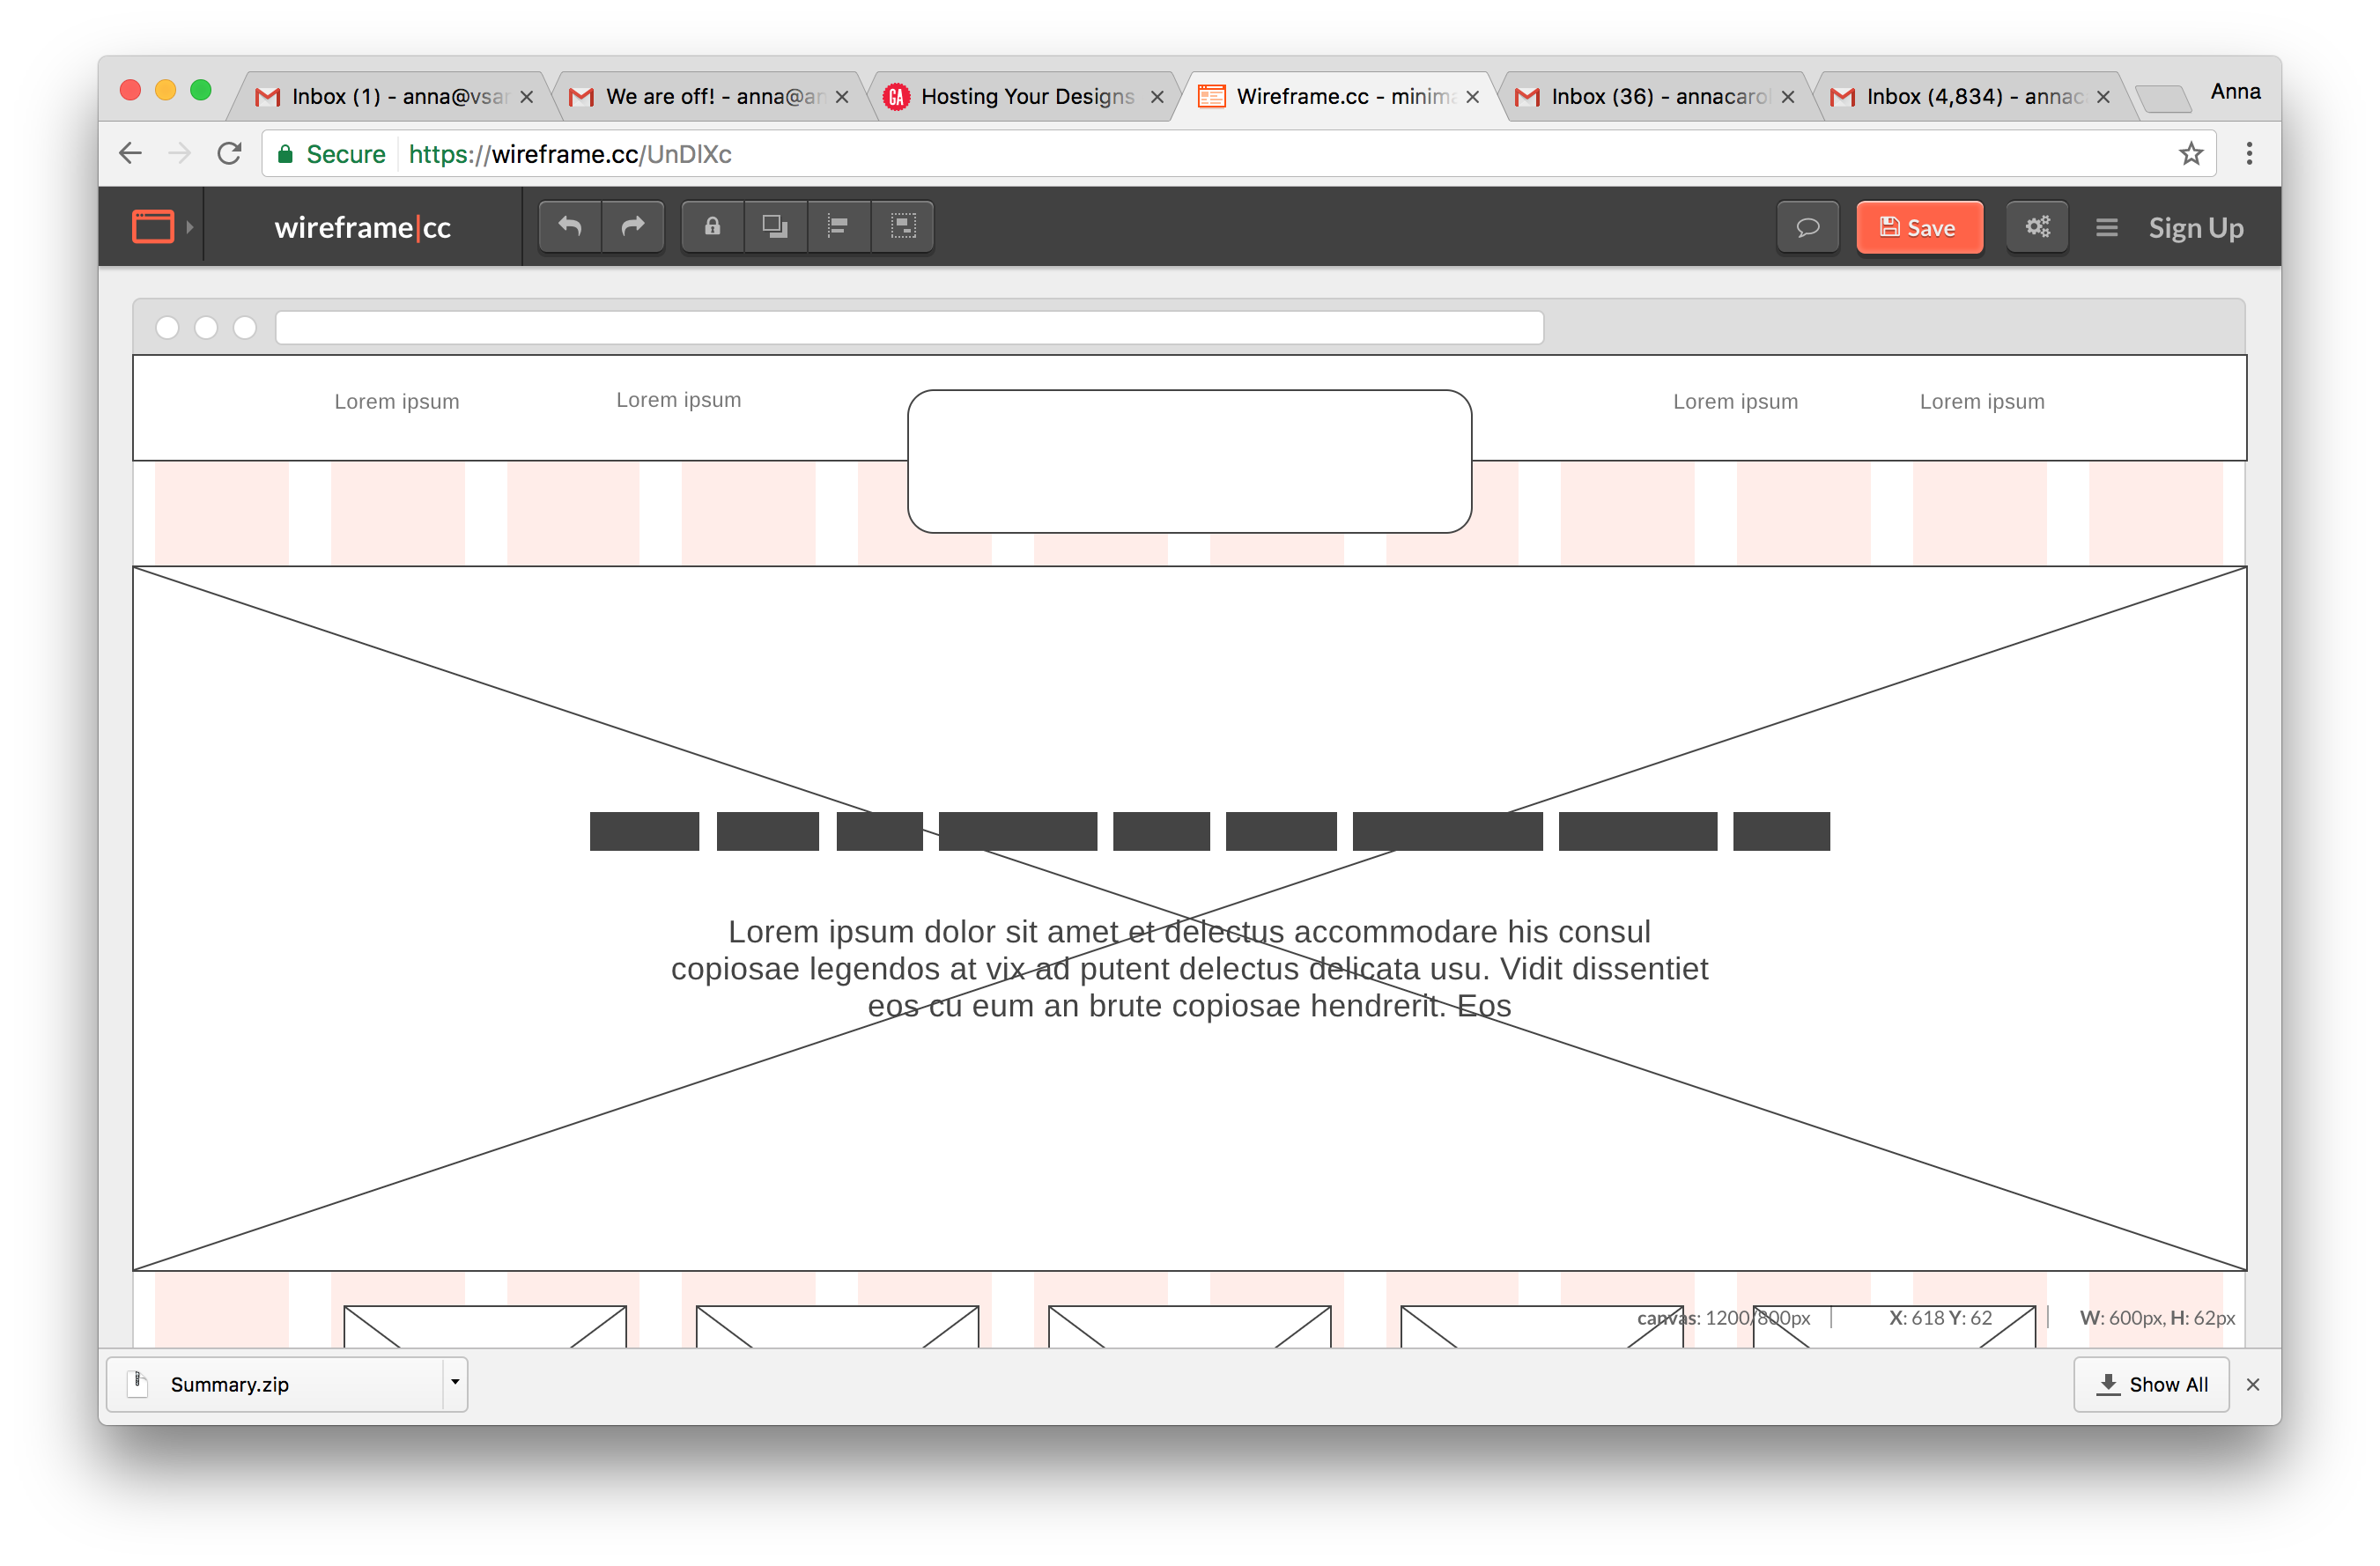 Inbox (1) - anna@vsar
We are off! - anna@an
Hosting Your Designs
Wireframe.cc - minima
Inbox (36) - annacarol
Inbox (4,834) - annac
Anna
Secure https://wireframe.cc/UnDlXc
wireframe|cc
Save
Sign Up
Lorem ipsum
Lorem ipsum
Lorem ipsum
Lorem ipsum
Lorem ipsum dolor sit amet et delectus accommodare his consul
copiosae legendos at vix ad putent delectus delicata usu. Vidit dissentiet
eos cu eum an brute copiosae hendrerit. Eos
canvas: 1200/800px
X: 618 Y: 62
W: 600px, H: 62px
Summary.zip
Show All